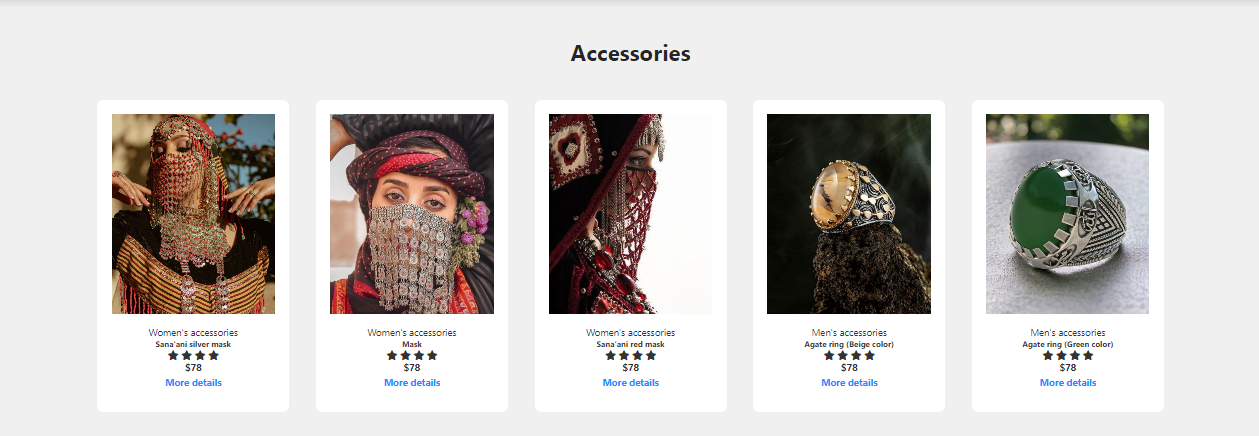 Accessories
Women's accessories
Sana'ani silver mask
$78
More details
Women's accessories
Mask
$78
More details
Women's accessories
Sana'ani red mask
$78
More details
Men's accessories
Agate ring (Beige color)
$78
More details
Men's accessories
Agate ring (Green color)
$78
More details